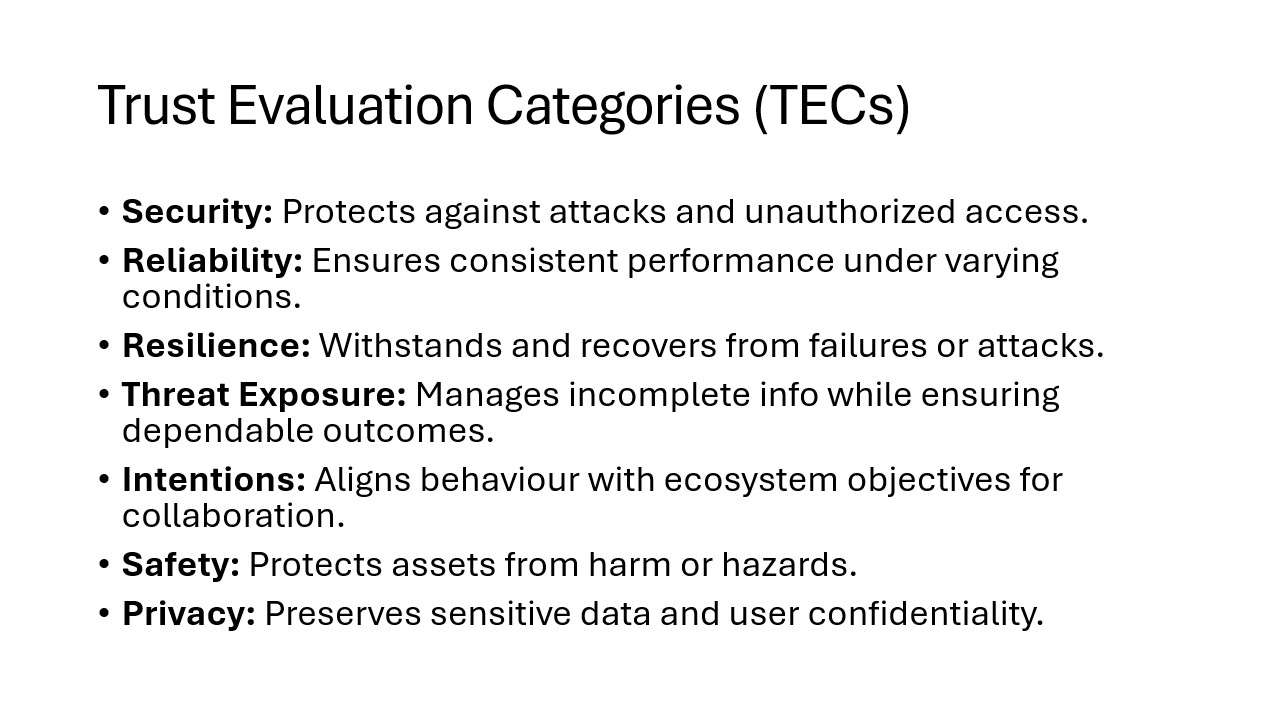 Trust Evaluation Categories (TECs)
• Security: Protects against attacks and unauthorized access.
• Reliability: Ensures consistent performance under varying
conditions.
• Resilience: Withstands and recovers from failures or attacks.
• Threat Exposure: Manages incomplete info while ensuring
dependable outcomes.
• Intentions: Aligns behaviour with ecosystem objectives for
collaboration.
• Safety: Protects assets from harm or hazards.
• Privacy: Preserves sensitive data and user confidentiality.